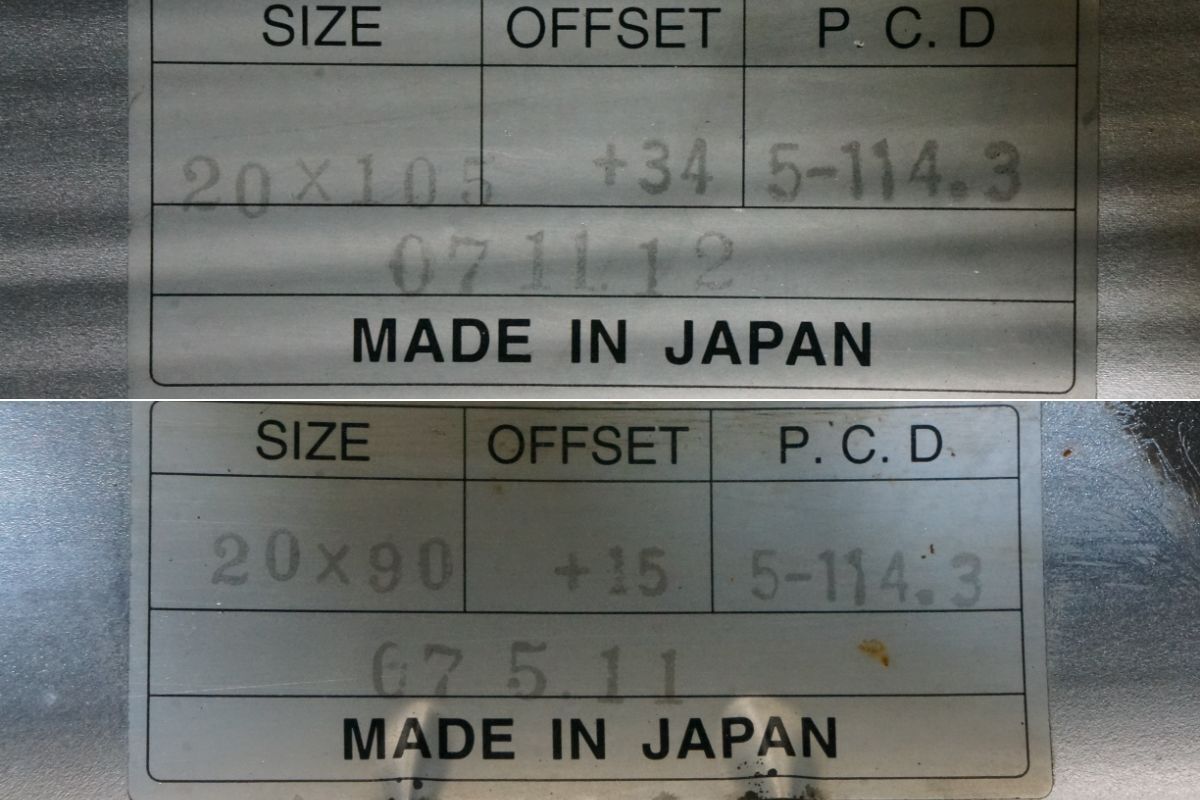 SIZE OFFSET P. C. D
20×105 +34 5-114.3
07 11. 12
MADE IN JAPAN
SIZE OFFSET P. C. D
20×90 +15 5-114.3
07 5. 11
MADE IN JAPAN